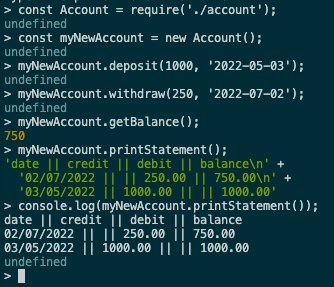 > const Account = require('./account');
undefined
> const myNewAccount = new Account();
undefined
> myNewAccount.deposit(1000, '2022-05-03');
undefined
> myNewAccount.withdraw(250, '2022-07-02');
undefined
> myNewAccount.getBalance();
750
> myNewAccount.printStatement();
'date || credit || debit || balance\n' +
  '02/07/2022 || || 250.00 || 750.00\n' +
  '03/05/2022 || 1000.00 || || 1000.00'
> console.log(myNewAccount.printStatement());
date || credit || debit || balance
02/07/2022 || || 250.00 || 750.00
03/05/2022 || 1000.00 || || 1000.00
undefined
>